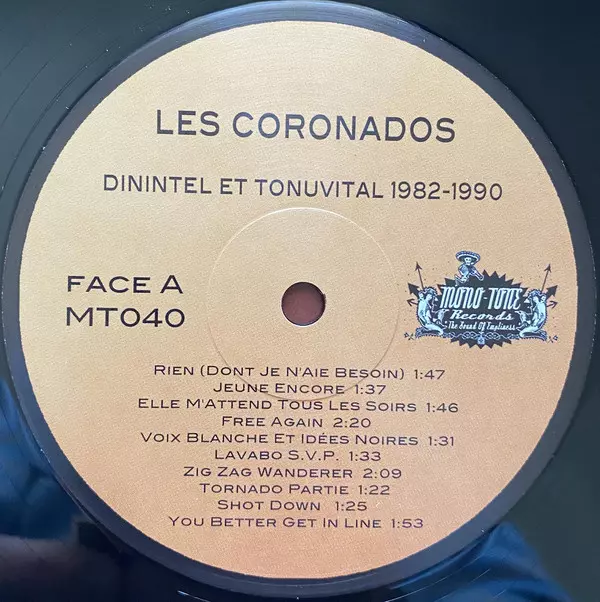 LES CORONADOS
DININTEL ET TONUVITAL 1982-1990
FACE A
MT040
MONO-TONE
Records
The Sound Of Emptiness
RIEN (DONT JE N'AIE BESOIN) 1:47
JEUNE ENCORE 1:37
ELLE M'ATTEND TOUS LES SOIRS 1:46
FREE AGAIN 2:20
VOIX BLANCHE ET IDÉES NOIRES 1:31
LAVABO S.V.P. 1:33
ZIG ZAG WANDERER 2:09
TORNADO PARTIE 1:22
SHOT DOWN 1:25
YOU BETTER GET IN LINE 1:53